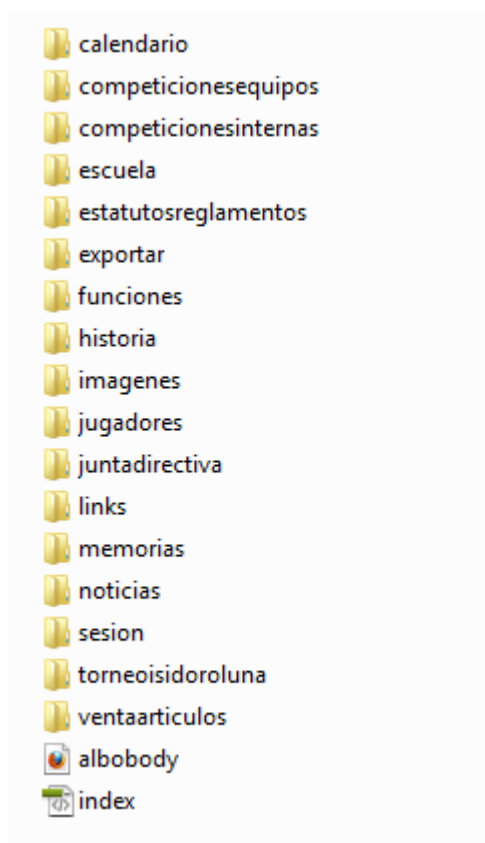 calendario
competicionesequipos
competicionesinternas
escuela
estatutosreglamentos
exportar
funciones
historia
imagenes
jugadores
juntadirectiva
links
memorias
noticias
sesion
torneoisidoroluna
ventaarticulos
albobody
index